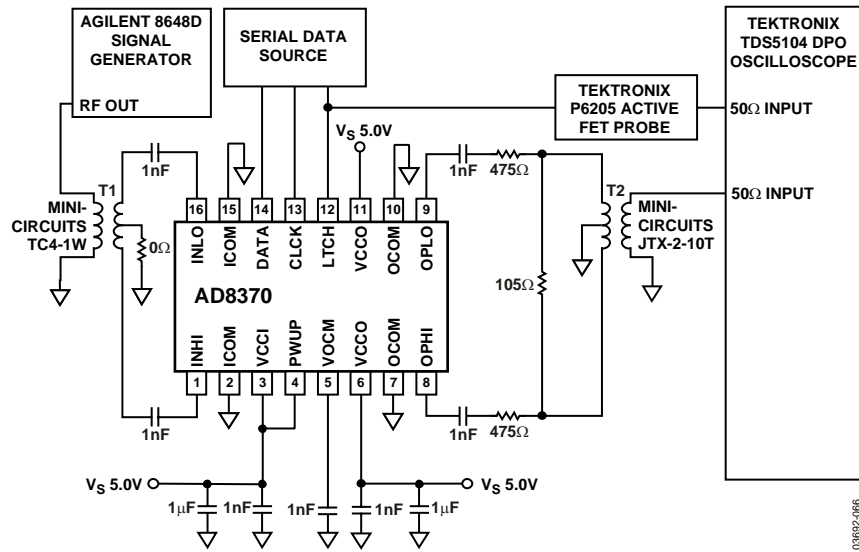 AGILENT 8648D
SIGNAL
GENERATOR
RF OUT
SERIAL DATA
SOURCE
TEKTRONIX
TDS5104 DPO
OSCILLOSCOPE
TEKTRONIX
P6205 ACTIVE
FET PROBE
50Ω INPUT
50Ω INPUT
VS 5.0V
1nF
1nF
475Ω
T1
T2
MINI-
CIRCUITS
TC4-1W
0Ω
MINI-
CIRCUITS
JTX-2-10T
105Ω
16 15 14 13 12 11 10 9
INLO ICOM DATA CLCK LTCH VCCO OCOM OPLO
AD8370
INHI ICOM VCCI PWUP VOCM VCCO OCOM OPHI
1 2 3 4 5 6 7 8
1nF
1nF
475Ω
VS 5.0V
VS 5.0V
1µF 1nF 1nF 1nF 1µF
03692-066